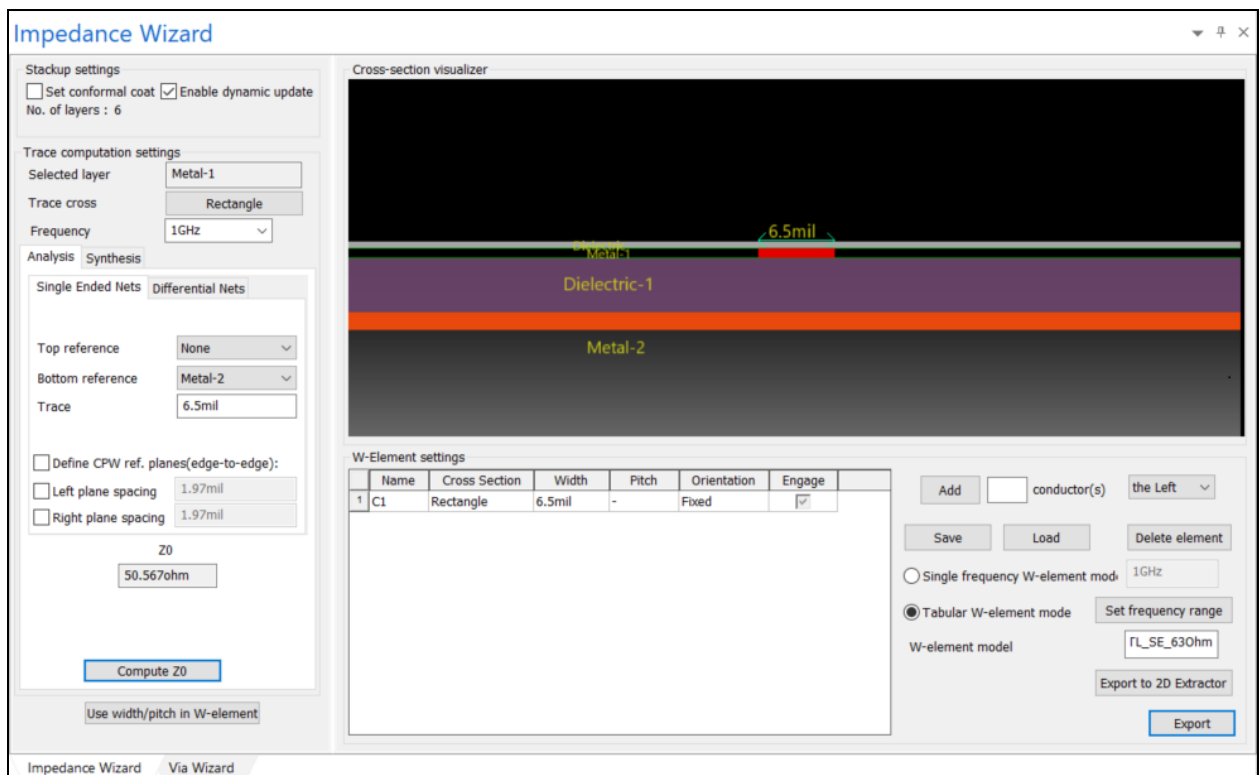 Impedance Wizard
Stackup settings
Set conformal coat Enable dynamic update
No. of layers : 6
Trace computation settings
Selected layer Metal-1
Trace cross Rectangle
Frequency 1GHz
Analysis Synthesis
Single Ended Nets Differential Nets
Top reference None
Bottom reference Metal-2
Trace 6.5mil
Define CPW ref. planes(edge-to-edge):
Left plane spacing 1.97mil
Right plane spacing 1.97mil
Z0
50.567ohm
Compute Z0
Use width/pitch in W-element
Cross-section visualizer
6.5mil
Dielectric
Metal-1
Dielectric-1
Metal-2
W-Element settings
Name Cross Section Width Pitch Orientation Engage
1 C1 Rectangle 6.5mil - Fixed
Add conductor(s) the Left
Save Load Delete element
Single frequency W-element mode 1GHz
Tabular W-element mode Set frequency range
W-element model TL_SE_63Ohm
Export to 2D Extractor
Export
Impedance Wizard Via Wizard